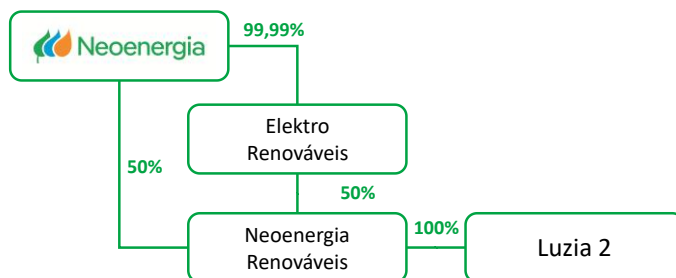 Neoenergia
99,99%
Elektro
Renováveis
50%
50%
Neoenergia
Renováveis
100%
Luzia 2